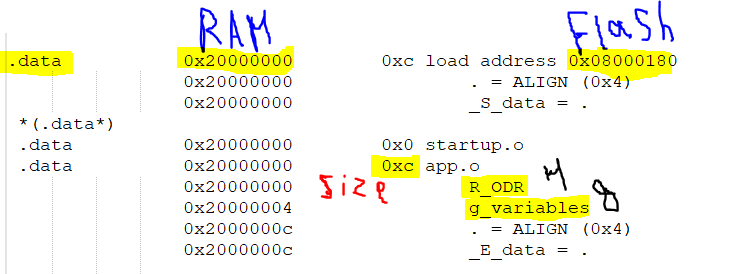 RAM Flash
.data 0x20000000 0xc load address 0x08000180
0x20000000 . = ALIGN (0x4)
0x20000000 _S_data = .
*(.data*)
.data 0x20000000 0x0 startup.o
.data 0x20000000 0xc app.o
0x20000000 size R_ODR 4
0x20000004 g_variables 8
0x2000000c . = ALIGN (0x4)
0x2000000c _E_data = .